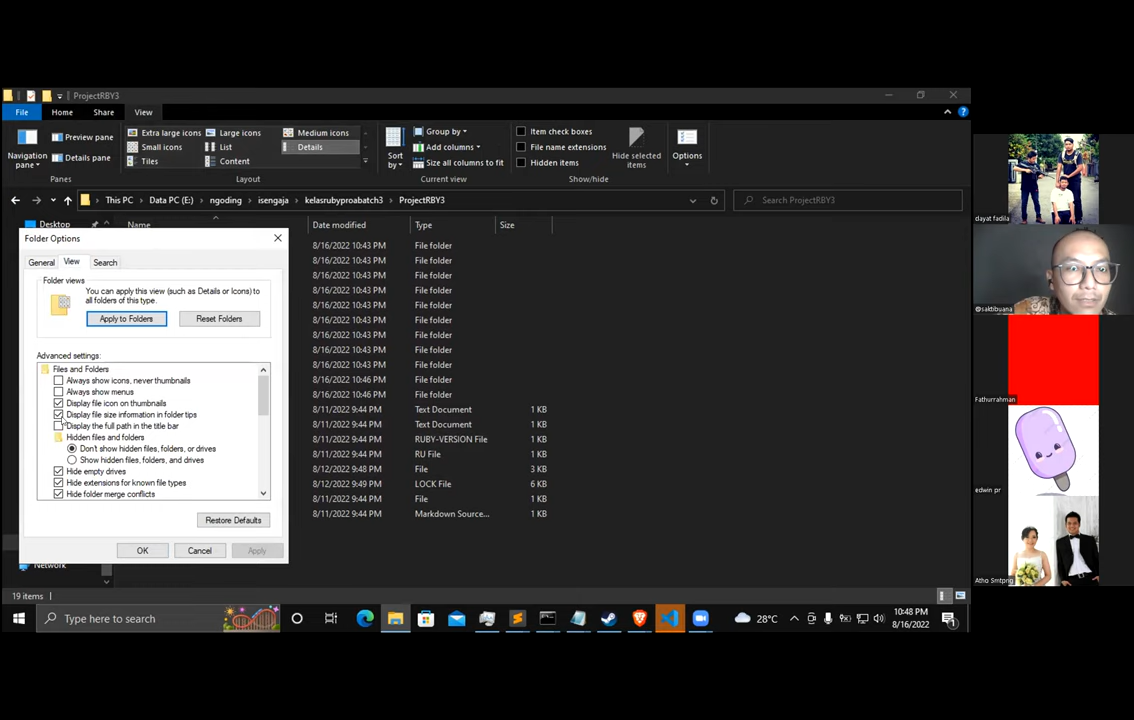 ProjectRBY3
File Home Share View
Navigation pane
Preview pane
Details pane
Panes
Extra large icons Large icons Medium icons
Small icons List Details
Tiles Content
Layout
Sort by
Group by
Add columns
Size all columns to fit
Current view
Item check boxes
File name extensions
Hidden items
Hide selected items
Show/hide
Options
This PC > Data PC (E:) > ngoding > isengaja > kelasrubyproabatch3 > ProjectRBY3
Search ProjectRBY3
Desktop
Name Date modified Type Size
8/16/2022 10:43 PM File folder
8/16/2022 10:43 PM File folder
8/16/2022 10:43 PM File folder
8/16/2022 10:43 PM File folder
8/16/2022 10:43 PM File folder
8/16/2022 10:43 PM File folder
8/16/2022 10:43 PM File folder
8/16/2022 10:43 PM File folder
8/16/2022 10:43 PM File folder
8/16/2022 10:43 PM File folder
8/16/2022 10:46 PM File folder
8/11/2022 9:44 PM Text Document 1 KB
8/11/2022 9:44 PM Text Document 1 KB
8/11/2022 9:44 PM RUBY-VERSION File 1 KB
8/11/2022 9:44 PM RU File 1 KB
8/12/2022 9:48 PM File 3 KB
8/12/2022 9:49 PM LOCK File 6 KB
8/11/2022 9:44 PM File 1 KB
8/11/2022 9:44 PM Markdown Source... 1 KB
Folder Options
General View Search
Folder views
You can apply this view (such as Details or Icons) to
all folders of this type.
Apply to Folders Reset Folders
Advanced settings:
Files and Folders
Always show icons, never thumbnails
Always show menus
Display file icon on thumbnails
Display file size information in folder tips
Display the full path in the title bar
Hidden files and folders
Don't show hidden files, folders, or drives
Show hidden files, folders, and drives
Hide empty drives
Hide extensions for known file types
Hide folder merge conflicts
Restore Defaults
OK Cancel Apply
Network
19 items
Type here to search
28°C
10:48 PM
8/16/2022
1
dayat fadila
@saktibuana
Fathurrahman
edwin pr
Atho Smtpng